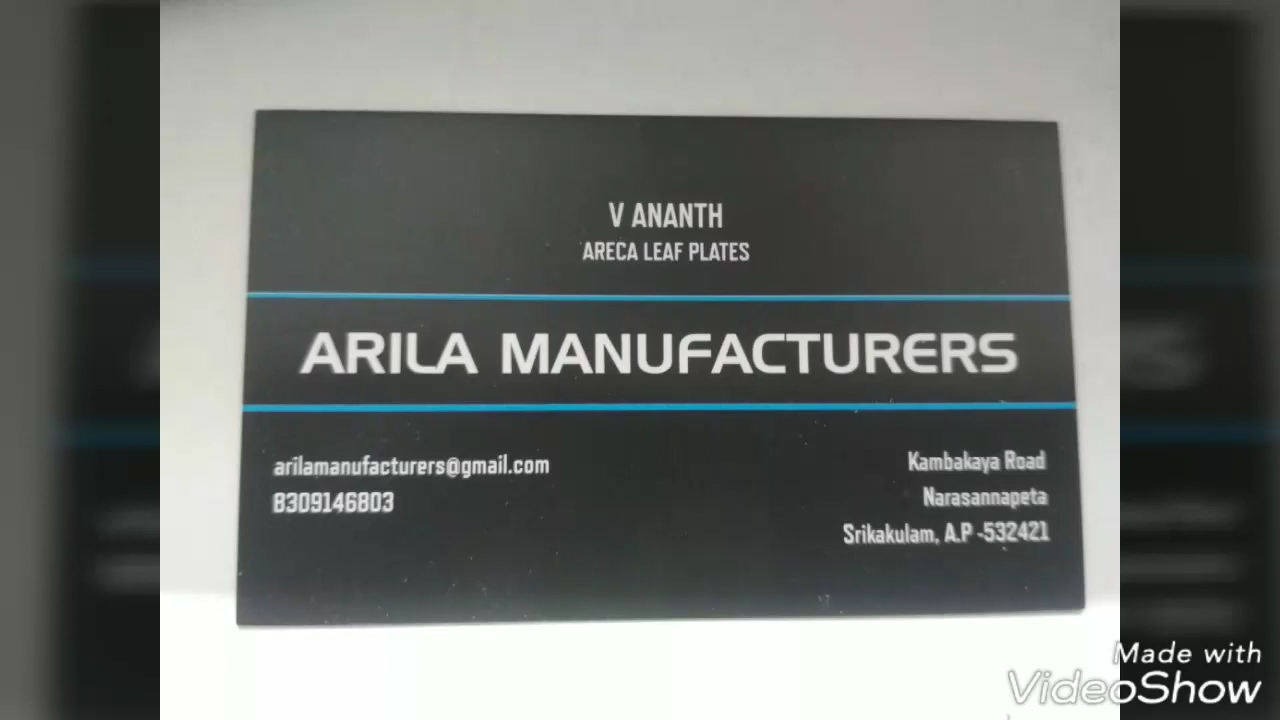 V ANANTH
ARECA LEAF PLATES
ARILA MANUFACTURERS
arilamanufacturers@gmail.com
8309146803
Kambakaya Road
Narasannapeta
Srikakulam, A.P -532421
Made with
VideoShow